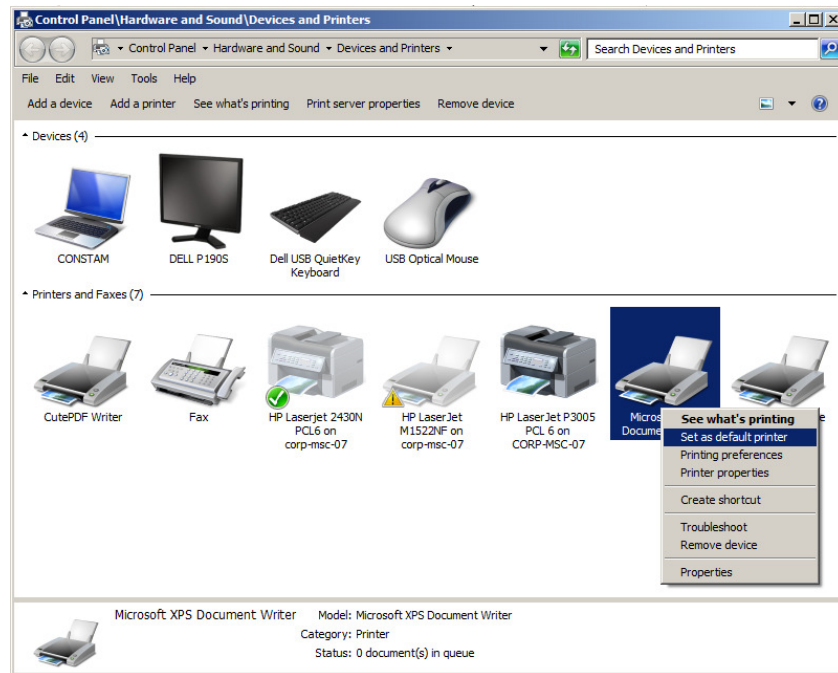 Control Panel\Hardware and Sound\Devices and Printers
Control Panel Hardware and Sound Devices and Printers
Search Devices and Printers
File Edit View Tools Help
Add a device Add a printer See what's printing Print server properties Remove device
Devices (4)
CONSTAM
DELL P190S
Dell USB QuietKey
Keyboard
USB Optical Mouse
Printers and Faxes (7)
CutePDF Writer
Fax
HP Laserjet 2430N
PCL6 on
corp-msc-07
HP LaserJet
M1522NF on
corp-msc-07
HP LaserJet P3005
PCL 6 on
CORP-MSC-07
See what's printing
Set as default printer
Printing preferences
Printer properties
Create shortcut
Troubleshoot
Remove device
Properties
Microsoft XPS Document Writer
Model: Microsoft XPS Document Writer
Category: Printer
Status: 0 document(s) in queue